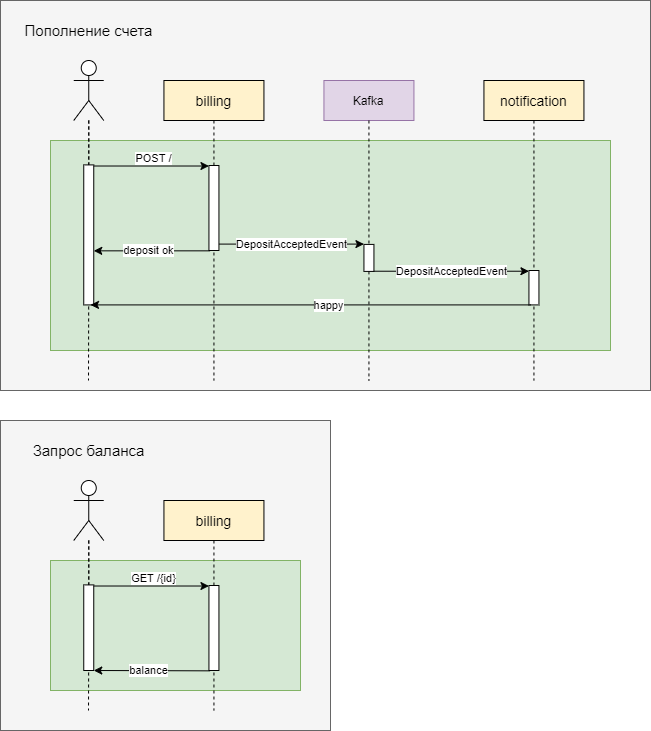 Пополнение счета
billing
Kafka
notification
POST /
DepositAcceptedEvent
deposit ok
DepositAcceptedEvent
happy
Запрос баланса
billing
GET /{id}
balance